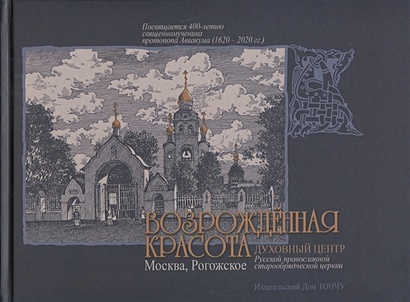 Посвящается 400-летию
священномученика
протопопа Аввакума (1620 – 2020 гг.)
ВОЗРОЖДЁННАЯ
КРАСОТА
ДУХОВНЫЙ ЦЕНТР
Москва, Рогожское
Русской православной
старообрядческой церкви
Издательский Дом ТОНЧУ